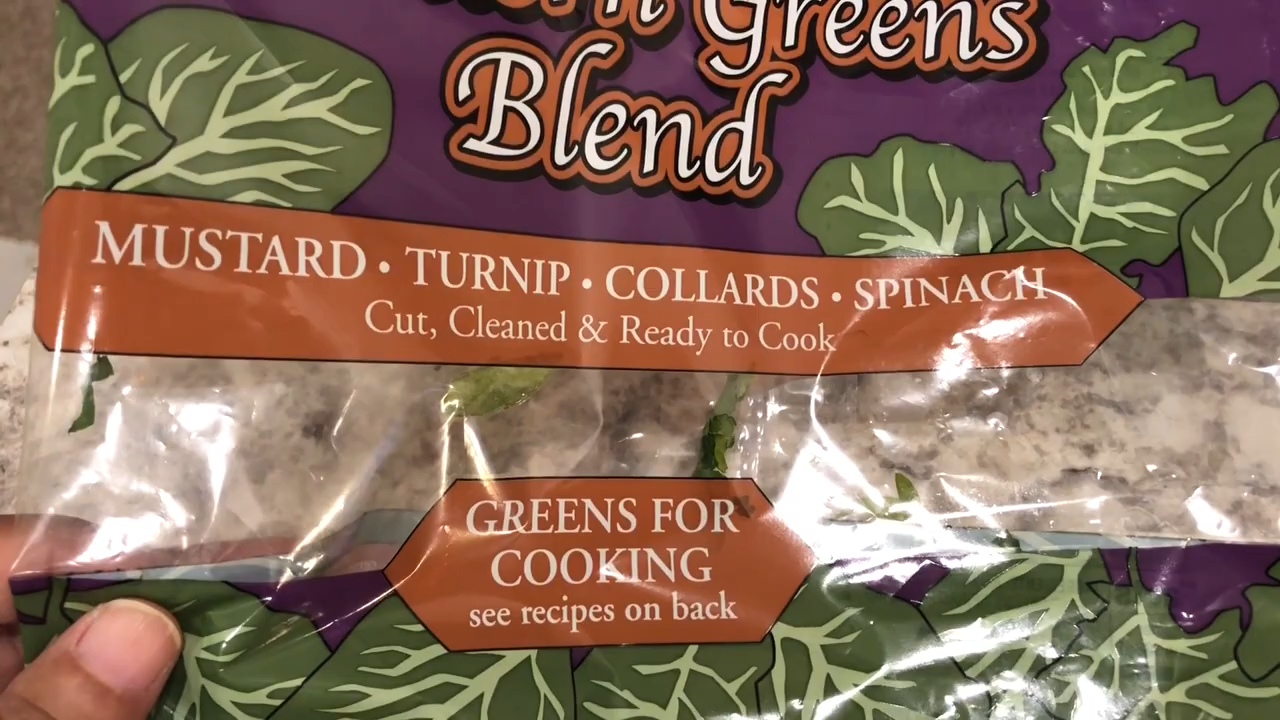 Greens
Blend
MUSTARD • TURNIP • COLLARDS • SPINACH
Cut, Cleaned & Ready to Cook
GREENS FOR
COOKING
see recipes on back